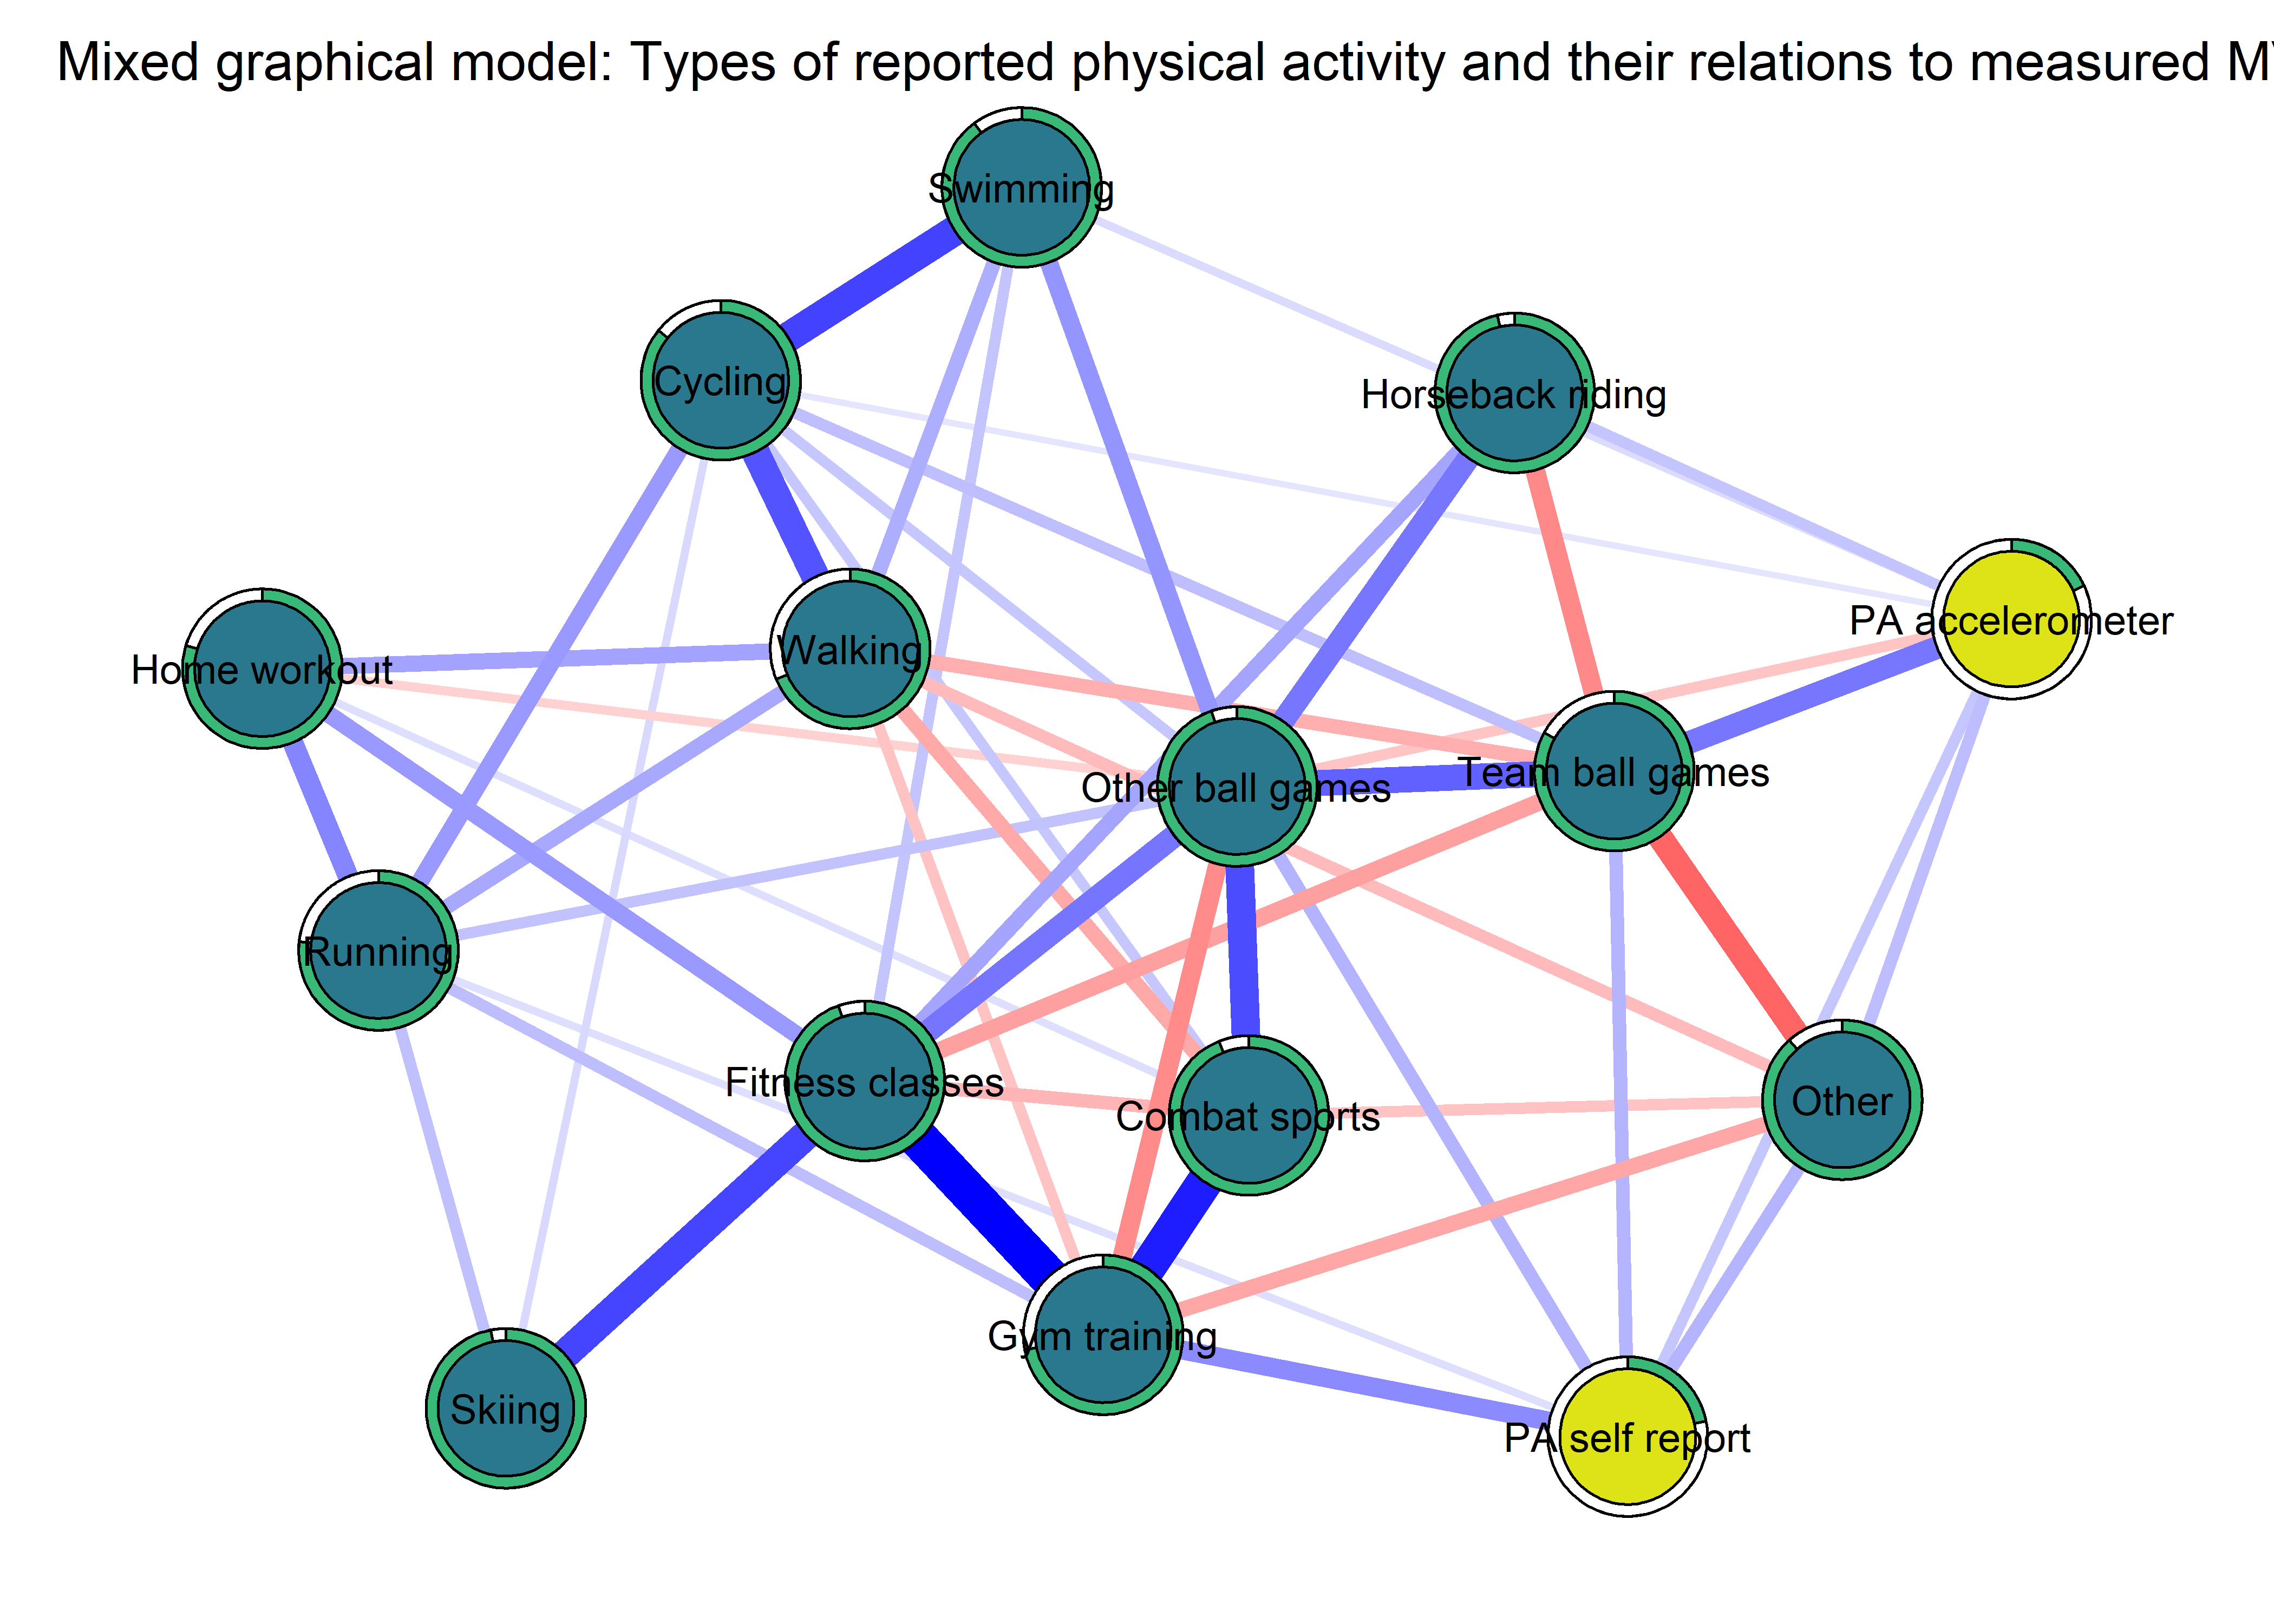 Mixed graphical model: Types of reported physical activity and their relations to measured M
Swimming
Cycling
Horseback riding
PA accelerometer
Walking
Home workout
Other ball games
Team ball games
Running
Fitness classes
Combat sports
Other
Gym training
Skiing
PA self report